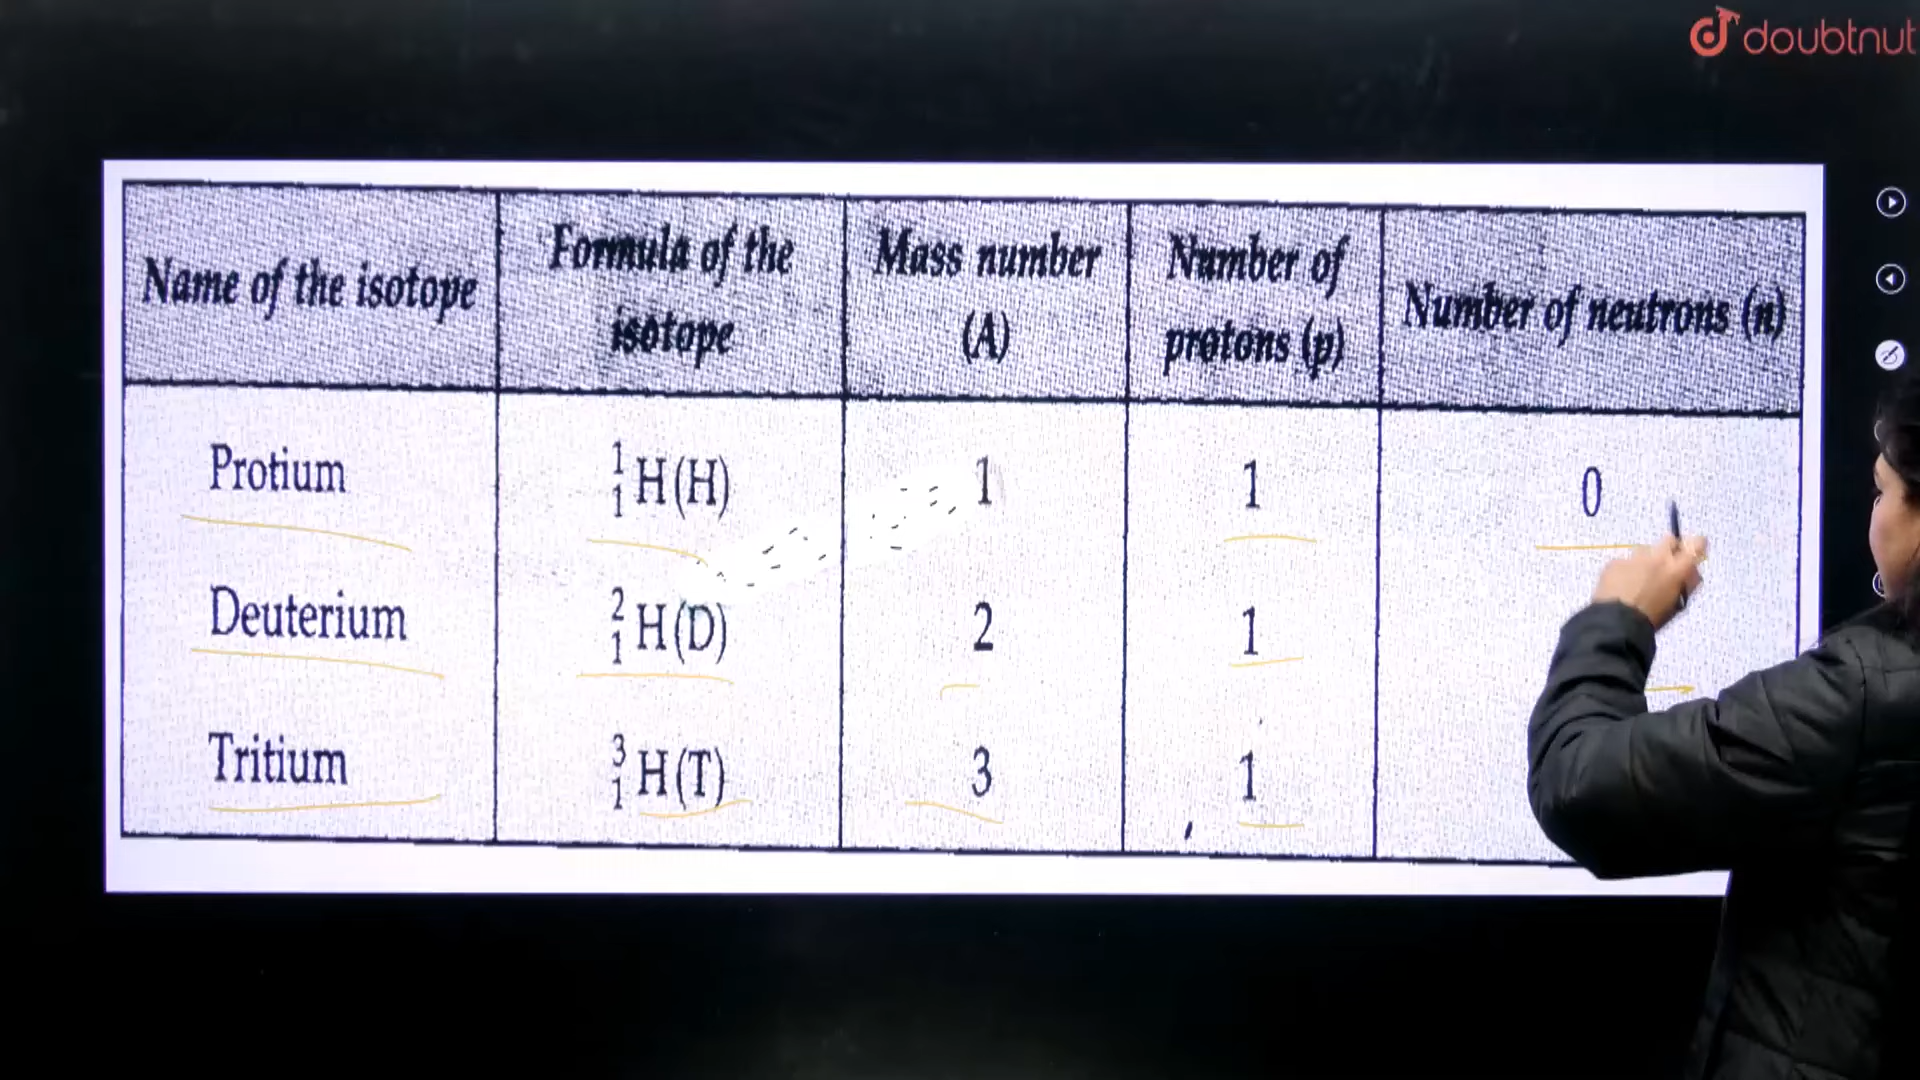 doubtnut
Name of the isotope
Formula of the
isotope
Mass number
(A)
Number of
protons (p)
Number of neutrons (n)
Protium
¹₁H(H)
1
1
0
Deuterium
²₁H(D)
2
1
Tritium
³₁H(T)
3
1